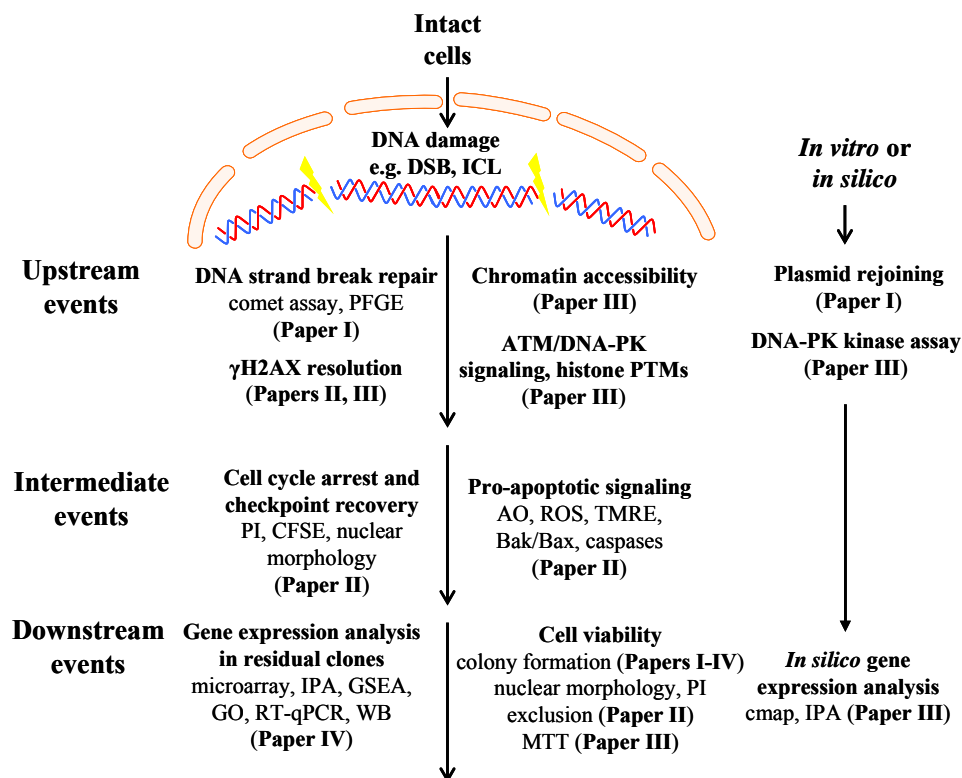 Intact
cells
DNA damage
e.g. DSB, ICL
In vitro or
in silico
Upstream
events
DNA strand break repair
comet assay, PFGE
(Paper I)
γH2AX resolution
(Papers II, III)
Chromatin accessibility
(Paper III)
ATM/DNA-PK
signaling, histone PTMs
(Paper III)
Plasmid rejoining
(Paper I)
DNA-PK kinase assay
(Paper III)
Intermediate
events
Cell cycle arrest and
checkpoint recovery
PI, CFSE, nuclear
morphology
(Paper II)
Pro-apoptotic signaling
AO, ROS, TMRE,
Bak/Bax, caspases
(Paper II)
Downstream
events
Gene expression analysis
in residual clones
microarray, IPA, GSEA,
GO, RT-qPCR, WB
(Paper IV)
Cell viability
colony formation (Papers I-IV)
nuclear morphology, PI
exclusion (Paper II)
MTT (Paper III)
In silico gene
expression analysis
cmap, IPA (Paper III)